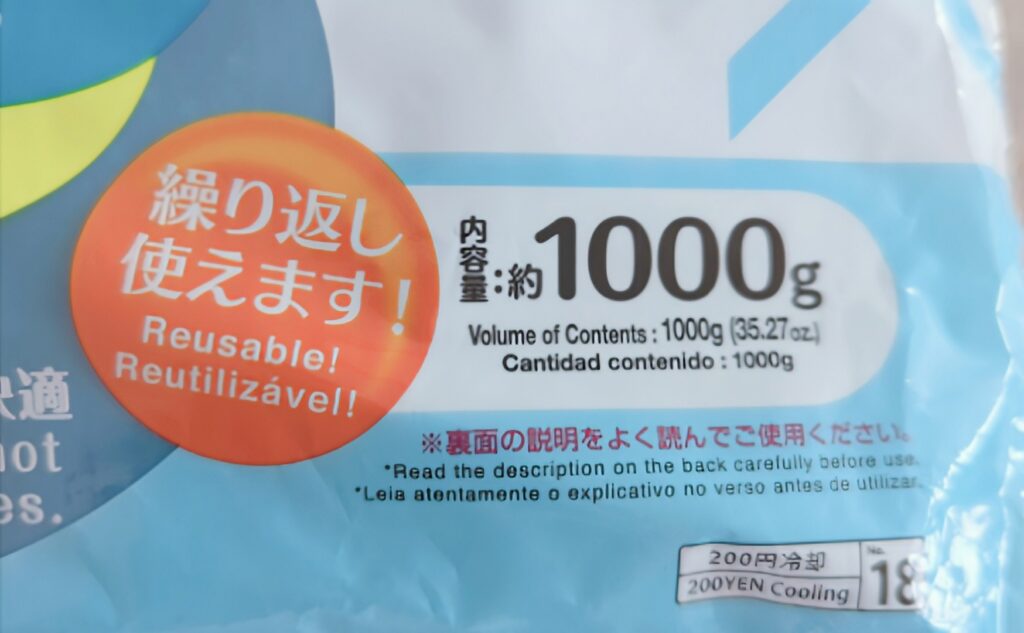 繰り返し
使えます!
Reusable!
Reutilizável!
内容量:約1000g
Volume of Contents : 1000g (35.27oz.)
Cantidad contenido : 1000g
適
es.
※裏面の説明をよく読んでご使用ください。
*Read the description on the back carefully before use.
*Leia atentamente o explicativo no verso antes de utilizar.
200円冷却
200YEN Cooling
No.
18